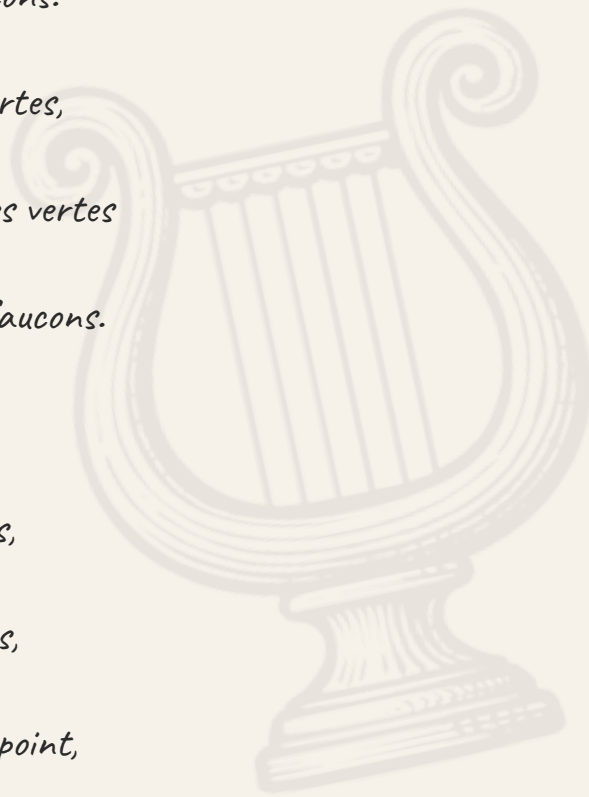 ons.
rtes,
s vertes
aucons.
s,
s,
point,